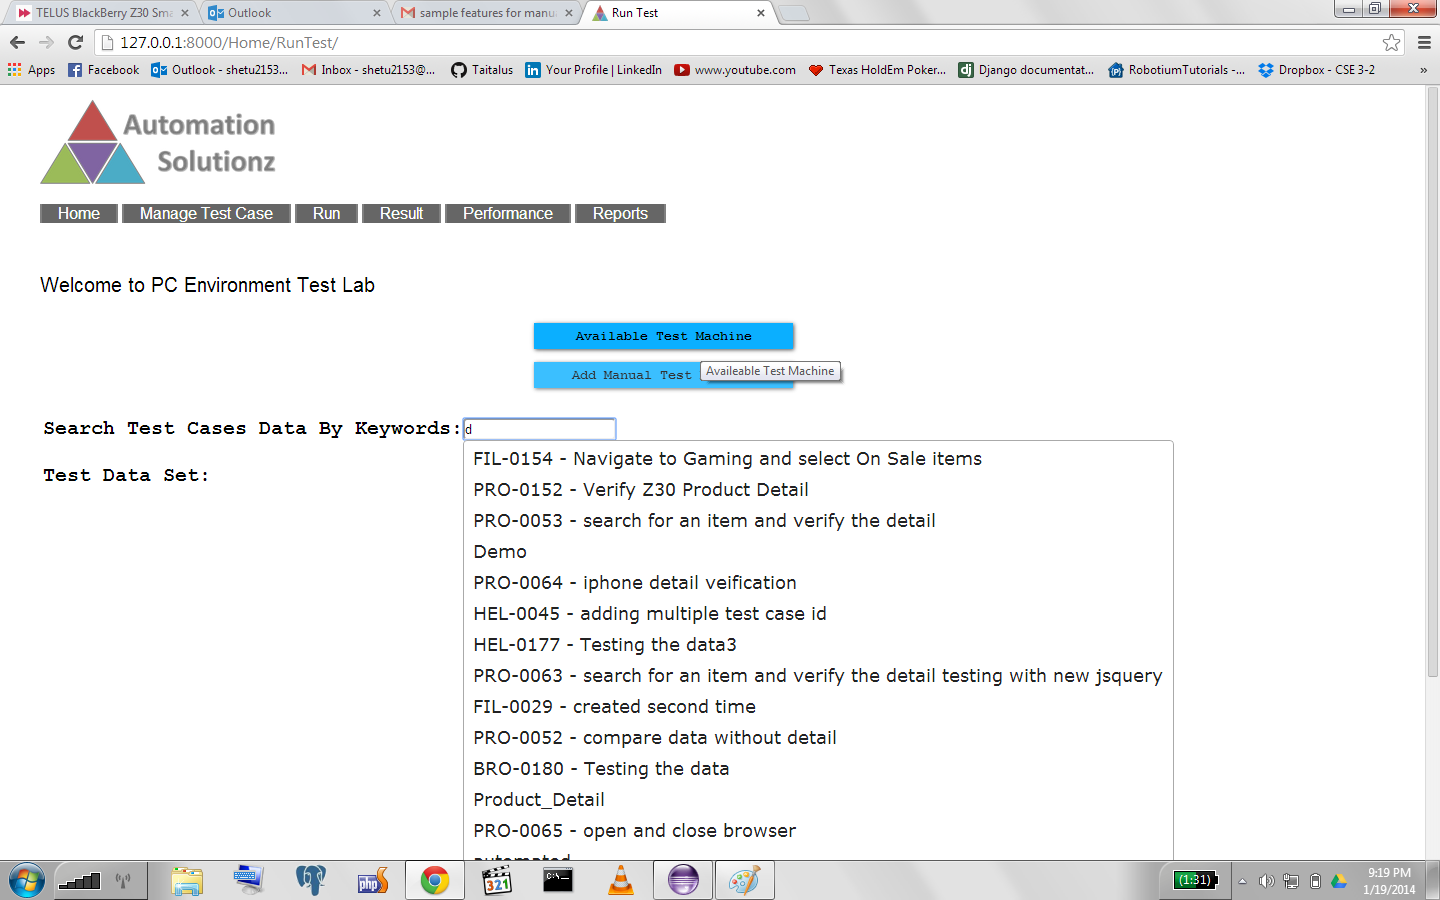 TELUS BlackBerry Z30 Sma
Outlook
sample features for manu
Run Test
127.0.0.1:8000/Home/RunTest/
Apps
Facebook
Outlook - shetu2153...
Inbox - shetu2153@...
Taitalus
Your Profile | LinkedIn
www.youtube.com
Texas HoldEm Poker...
Django documentat...
RobotiumTutorials -...
Dropbox - CSE 3-2
»
Automation
Solutionz
Home
Manage Test Case
Run
Result
Performance
Reports
Welcome to PC Environment Test Lab
Available Test Machine
Add Manual Test
Availeable Test Machine
Search Test Cases Data By Keywords: d
Test Data Set:
FIL-0154 - Navigate to Gaming and select On Sale items
PRO-0152 - Verify Z30 Product Detail
PRO-0053 - search for an item and verify the detail
Demo
PRO-0064 - iphone detail veification
HEL-0045 - adding multiple test case id
HEL-0177 - Testing the data3
PRO-0063 - search for an item and verify the detail testing with new jsquery
FIL-0029 - created second time
PRO-0052 - compare data without detail
BRO-0180 - Testing the data
Product_Detail
PRO-0065 - open and close browser
automated
php
321
C:\_
(1:31)
9:19 PM
1/19/2014